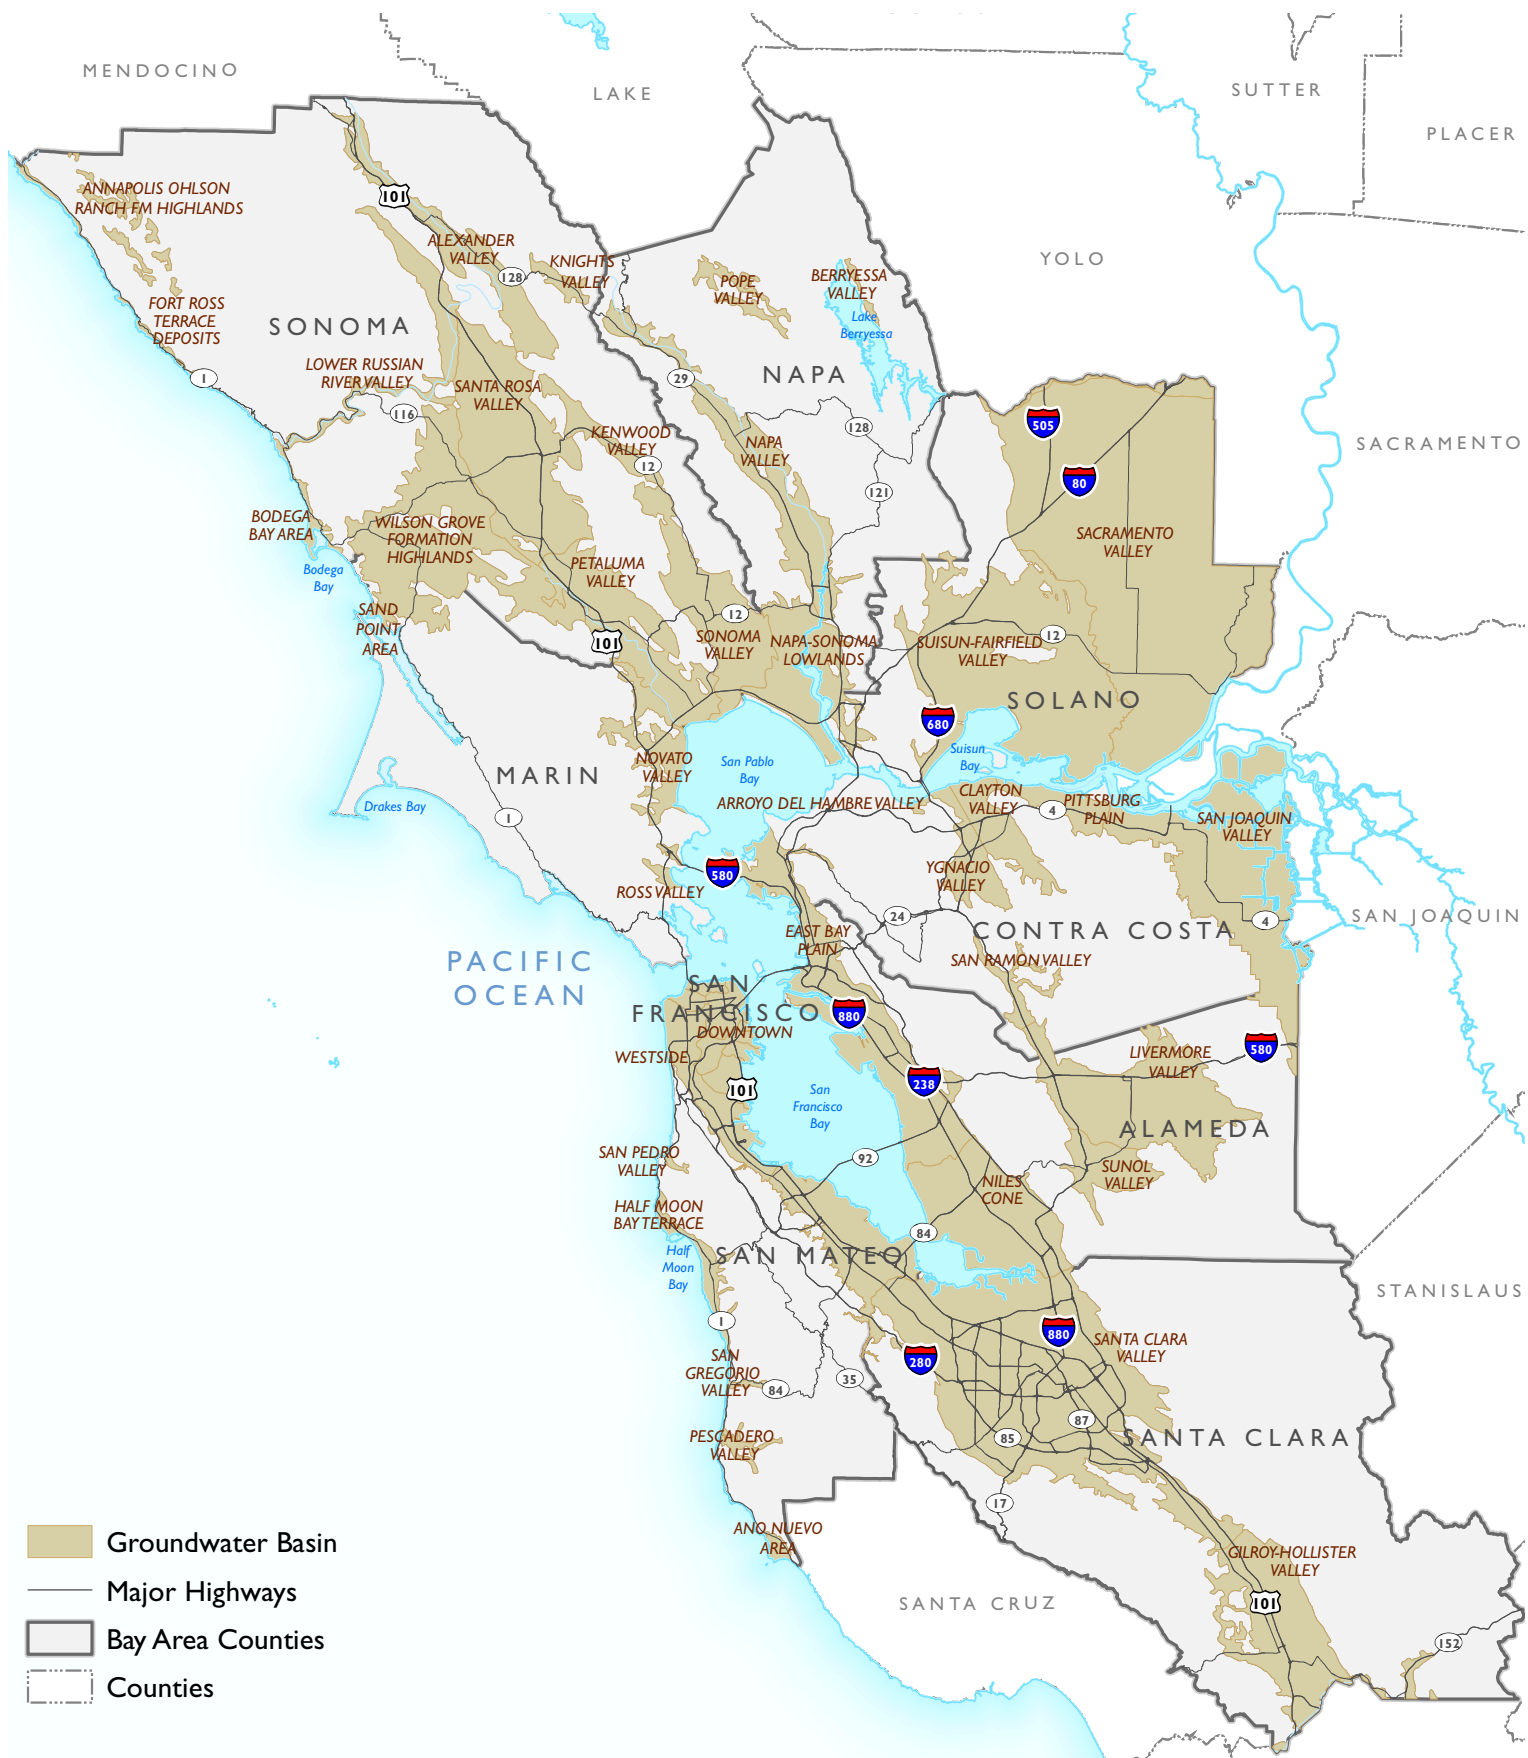 MENDOCINO
LAKE
SUTTER
PLACER
ANNAPOLIS OHLSON
RANCH FM HIGHLANDS
101
ALEXANDER
VALLEY
128
KNIGHTS
VALLEY
POPE
VALLEY
BERRYESSA
VALLEY
YOLO
Lake
Berryessa
FORT ROSS
TERRACE
DEPOSITS
SONOMA
1
LOWER RUSSIAN
RIVER VALLEY
116
SANTA ROSA
VALLEY
29
NAPA
128
KENWOOD
VALLEY
12
NAPA
VALLEY
121
505
80
SACRAMENTO
SACRAMENTO
VALLEY
BODEGA
BAY AREA
Bodega
Bay
WILSON GROVE
FORMATION
HIGHLANDS
PETALUMA
VALLEY
SAND
POINT
AREA
101
12
SONOMA
VALLEY
NAPA-SONOMA
LOWLANDS
SUISUN-FAIRFIELD
VALLEY
12
SOLANO
680
Suisun
Bay
NOVATO
VALLEY
San Pablo
Bay
MARIN
Drakes Bay
1
ARROYO DEL HAMBRE VALLEY
CLAYTON
VALLEY
4
PITTSBURG
PLAIN
SAN JOAQUIN
VALLEY
580
ROSS VALLEY
YGNACIO
VALLEY
24
CONTRA COSTA
4
SAN JOAQUIN
EAST BAY
PLAIN
SAN RAMON VALLEY
PACIFIC
OCEAN
SAN
FRANCISCO
DOWNTOWN
880
WESTSIDE
101
238
LIVERMORE
VALLEY
580
San
Francisco
Bay
ALAMEDA
SAN PEDRO
VALLEY
92
SUNOL
VALLEY
NILES
CONE
HALF MOON
BAY TERRACE
Half
Moon
Bay
84
SAN MATEO
STANISLAUS
1
880
280
SANTA CLARA
VALLEY
SAN
GREGORIO
VALLEY
84
35
87
85
SANTA CLARA
PESCADERO
VALLEY
17
ANO NUEVO
AREA
GILROY-HOLLISTER
VALLEY
101
SANTA CRUZ
152
Groundwater Basin
Major Highways
Bay Area Counties
Counties